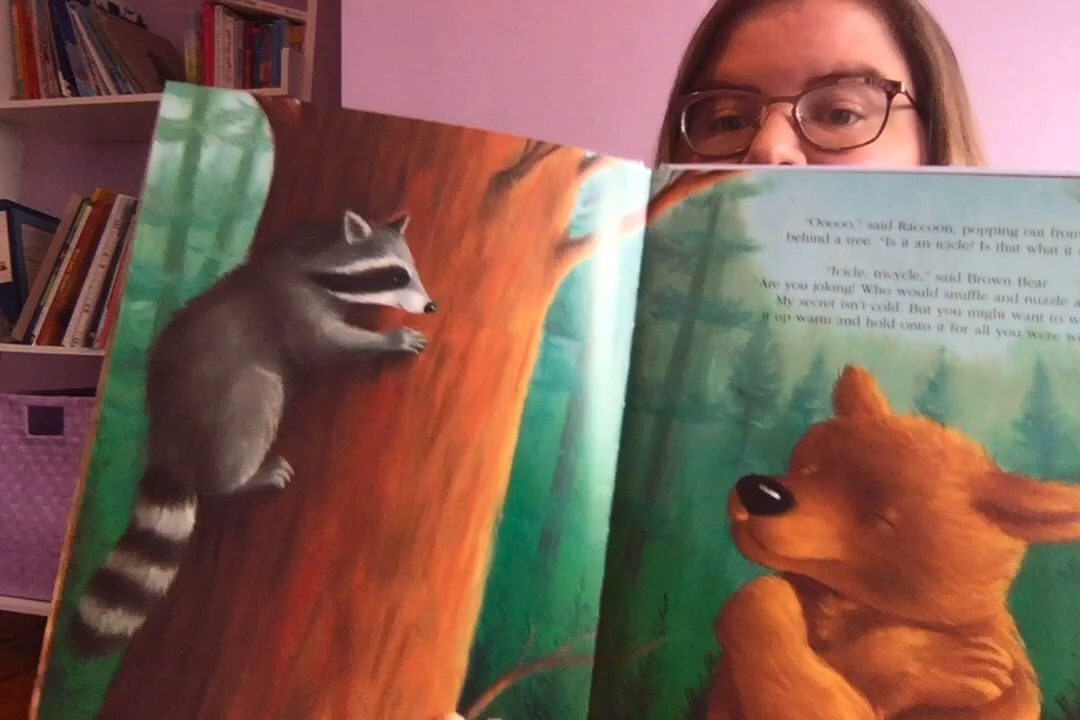 "Ooooo," said Raccoon, popping out from
behind a tree. "Is it an icicle? Is that what it
"Icicle, tricycle," said Brown Bear.
"Are you joking! Who would snuffle and nuzzle a
My secret isn't cold. But you might want to w
it up warm and hold onto it for all you were w